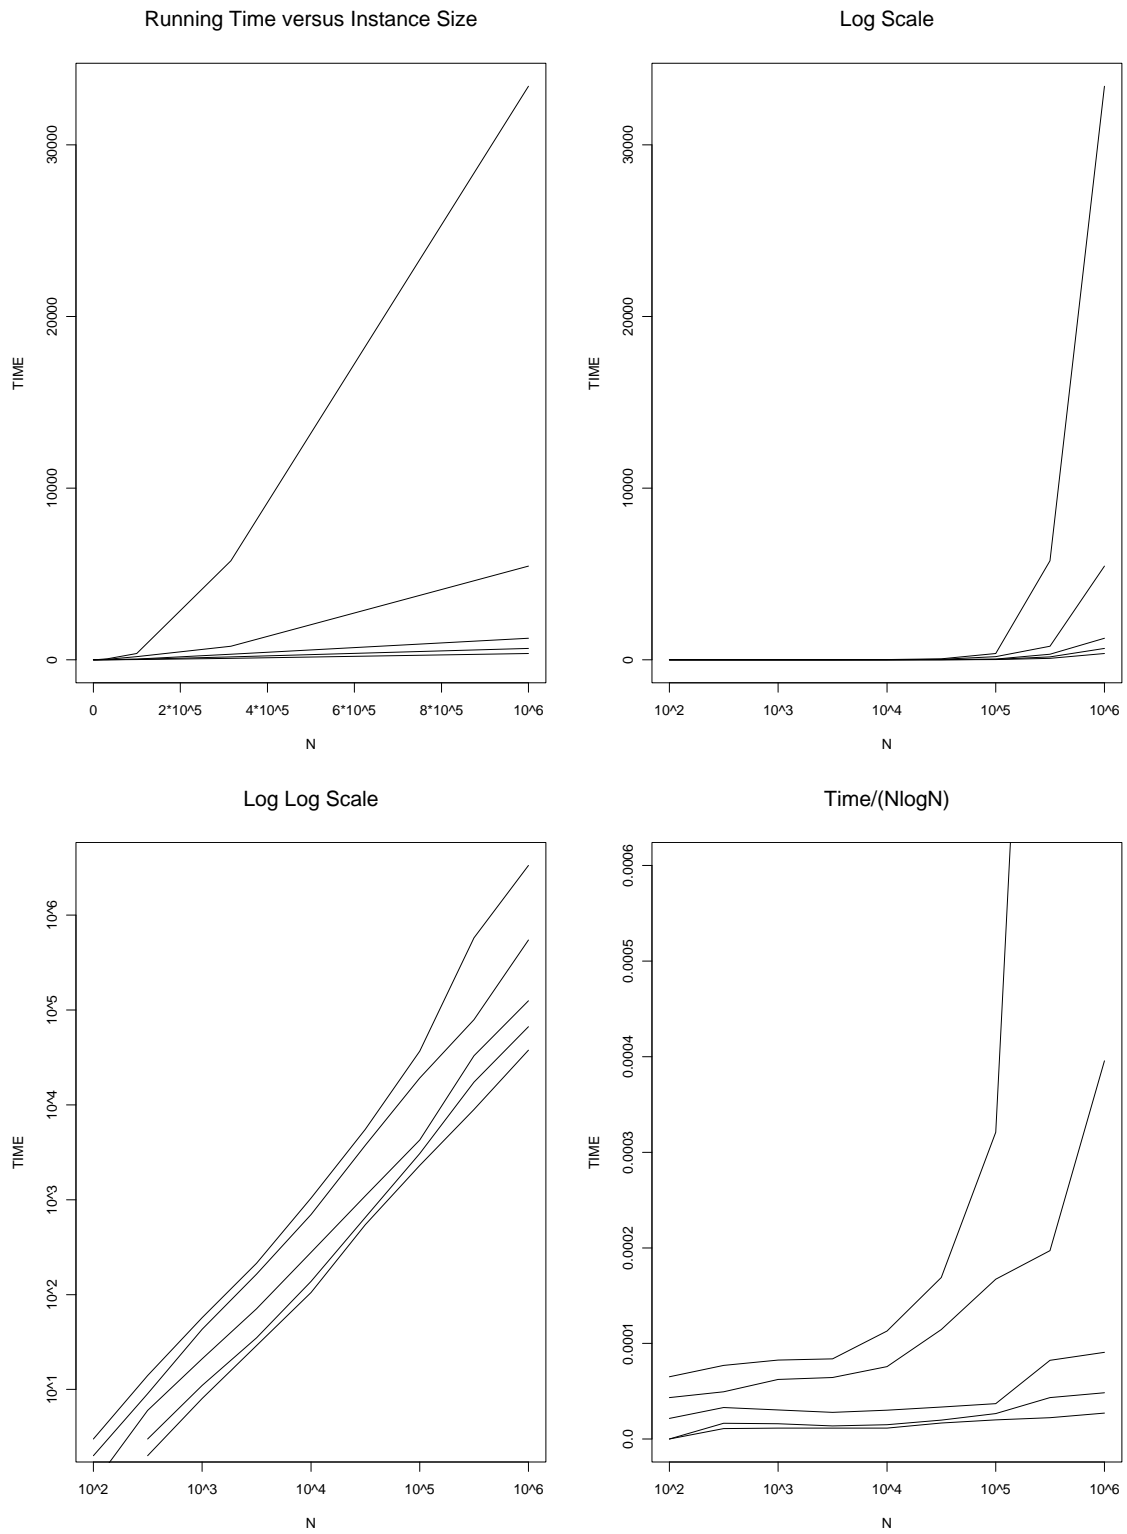 Running Time versus Instance Size
TIME
30000
20000
10000
0
0 2*10^5 4*10^5 6*10^5 8*10^5 10^6
N
Log Scale
TIME
30000
20000
10000
0
10^2 10^3 10^4 10^5 10^6
N
Log Log Scale
TIME
10^6
10^5
10^4
10^3
10^2
10^1
10^2 10^3 10^4 10^5 10^6
N
Time/(NlogN)
TIME
0.0006
0.0005
0.0004
0.0003
0.0002
0.0001
0.0
10^2 10^3 10^4 10^5 10^6
N